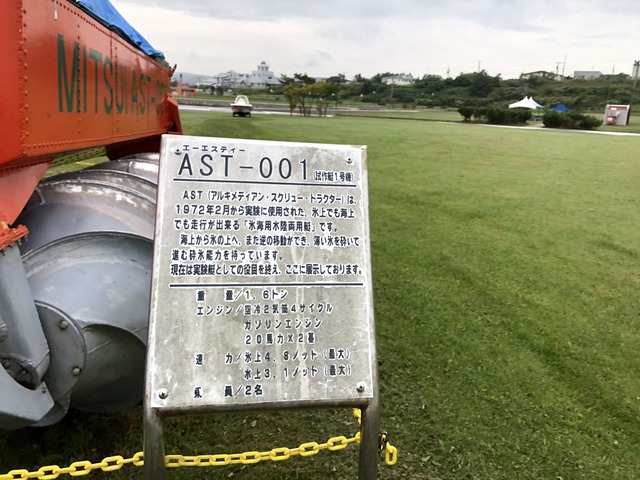 MITSUI AST-
エーエスティー
AST-001 (試作艇1号機)
AST(アルキメディアン・スクリュー・トラクター)は、
1972年2月から実験に使用された、氷上でも海上
でも走行が出来る「氷海用水陸両用艇」です。
海上から氷の上へ、また逆の移動ができ、薄い氷を砕いて
進む砕氷能力を持っています。
現在は実験艇としての役目を終え、ここに展示しております。
重 量/1.6トン
エンジン/空冷2気筒4サイクル
ガソリンエンジン
20馬力×2基
速 力/氷上4.8ノット(最大)
水上3.1ノット(最大)
乗 員/2名